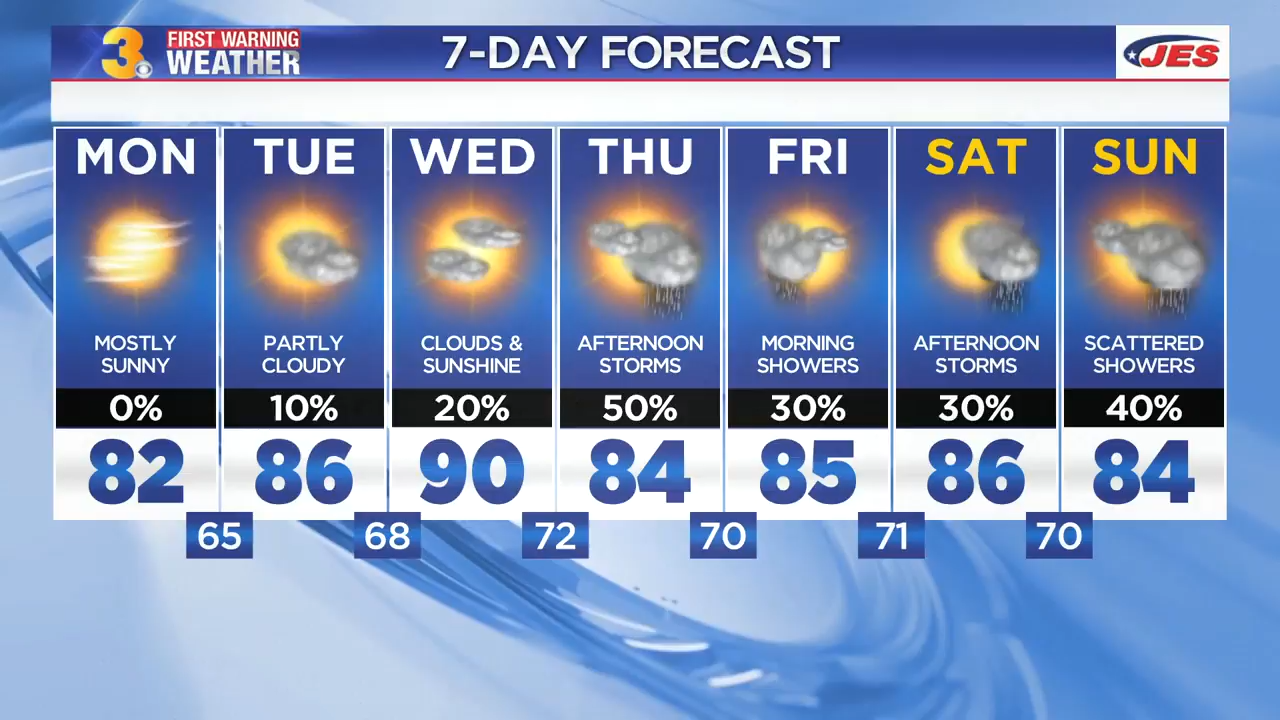 3 FIRST WARNING
WEATHER
7-DAY FORECAST
JES
MON TUE WED THU FRI SAT SUN
MOSTLY PARTLY CLOUDS & AFTERNOON MORNING AFTERNOON SCATTERED
SUNNY CLOUDY SUNSHINE STORMS SHOWERS STORMS SHOWERS
0% 10% 20% 50% 30% 30% 40%
82 86 90 84 85 86 84
65 68 72 70 71 70